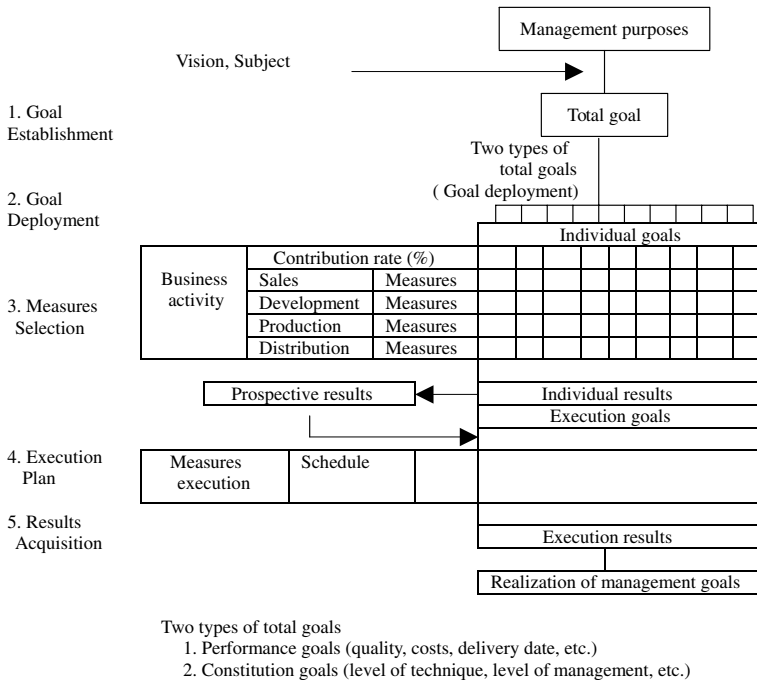 Management purposes
Vision, Subject
1. Goal
Establishment
Total goal
Two types of
total goals
( Goal deployment)
2. Goal
Deployment
Individual goals
Contribution rate (%)
Business
activity
Sales Measures
Development Measures
Production Measures
Distribution Measures
3. Measures
Selection
Prospective results
Individual results
Execution goals
4. Execution
Plan
Measures
execution
Schedule
5. Results
Acquisition
Execution results
Realization of management goals
Two types of total goals
1. Performance goals (quality, costs, delivery date, etc.)
2. Constitution goals (level of technique, level of management, etc.)